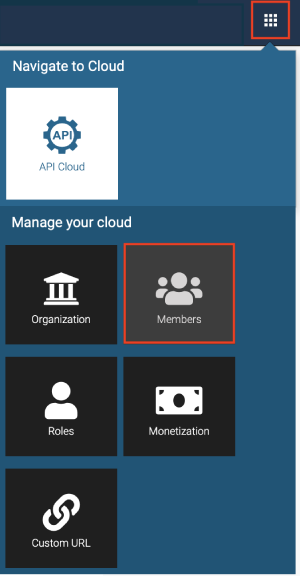 Navigate to Cloud
API
API Cloud
Manage your cloud
Organization
Members
Roles
Monetization
Custom URL